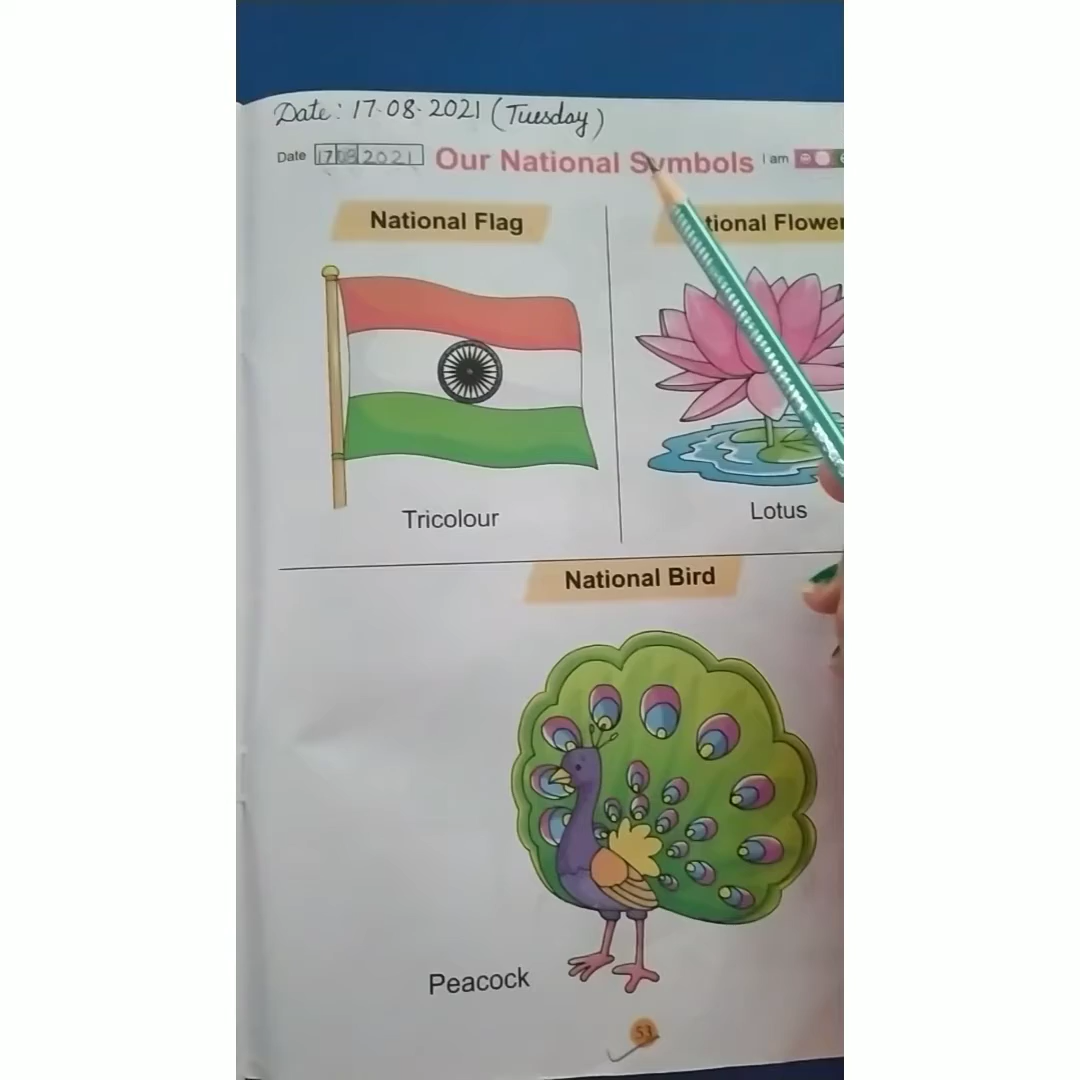 Date: 17-08-2021 (Tuesday)
Date 17 08 2021 Our National Symbols I am
National Flag
tional Flower
Tricolour
Lotus
National Bird
Peacock
53